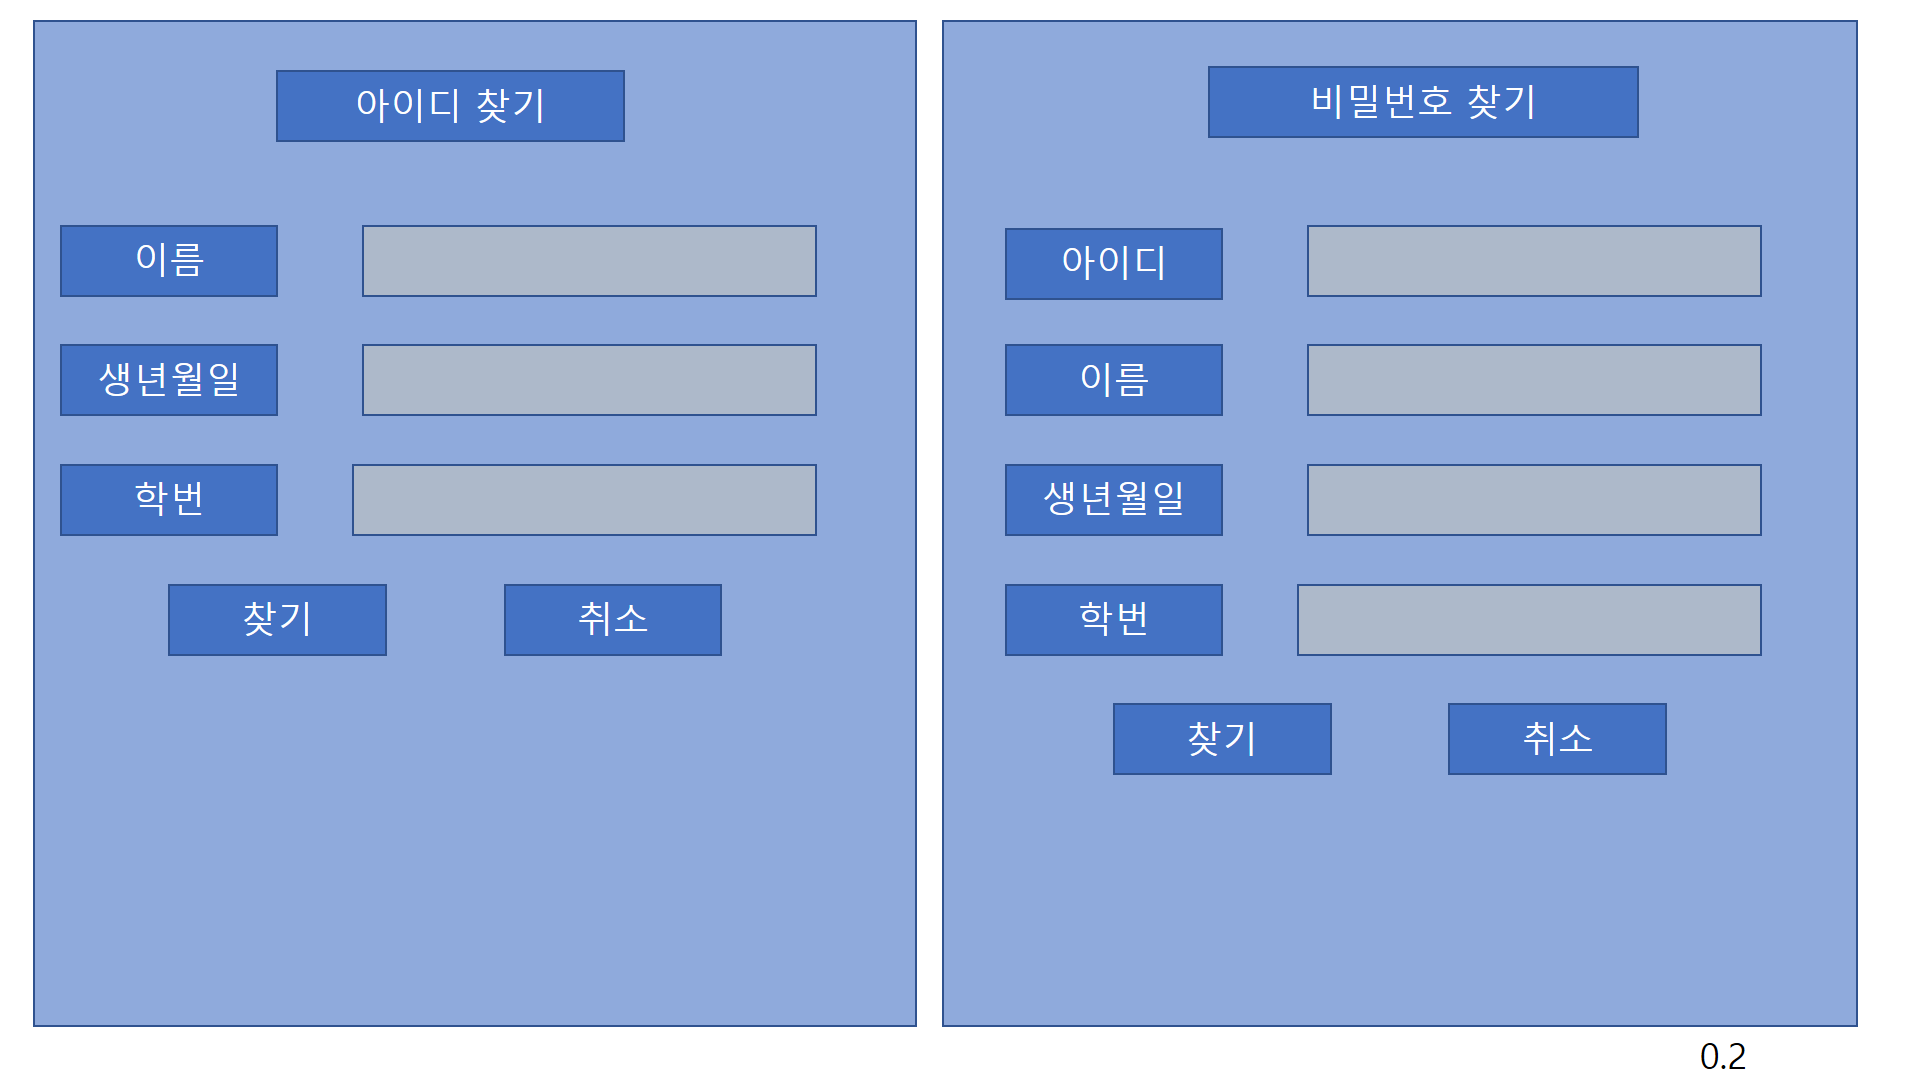 아이디 찾기
이름
생년월일
학번
찾기
취소
비밀번호 찾기
아이디
이름
생년월일
학번
찾기
취소
0.2